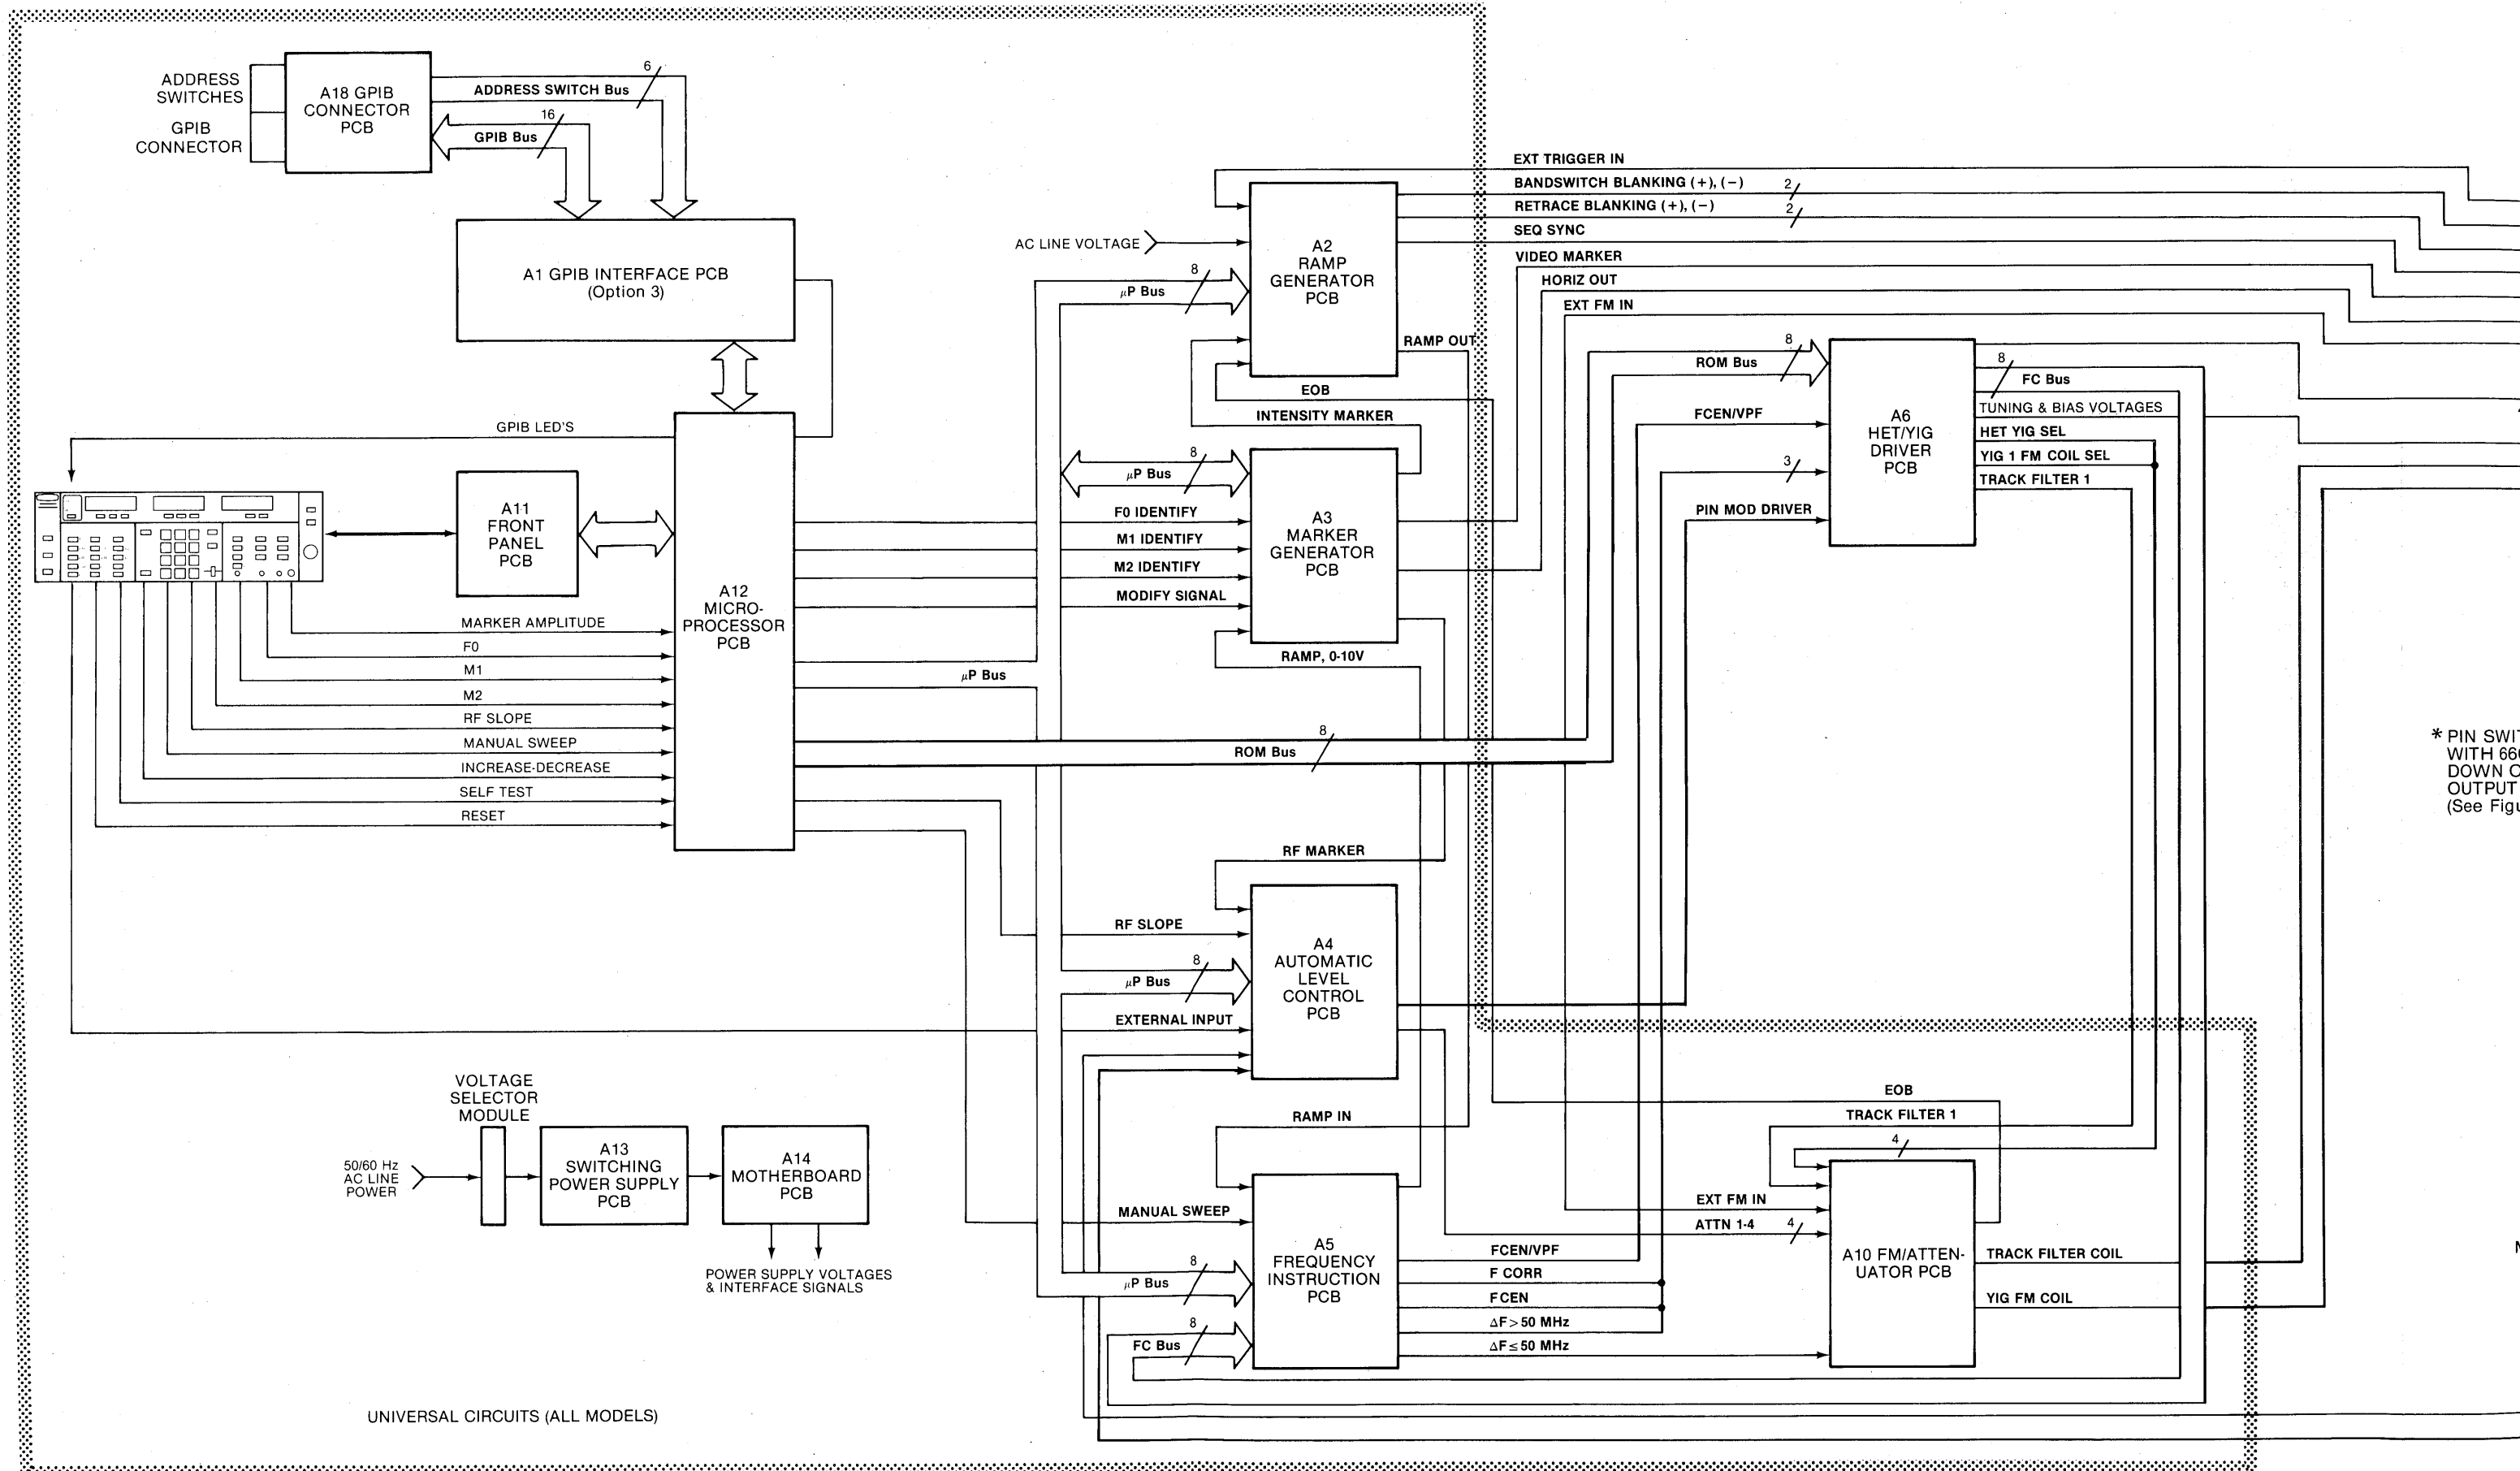 ADDRESS
SWITCHES
GPIB
CONNECTOR
A18 GPIB
CONNECTOR
PCB
6
ADDRESS SWITCH Bus
16
GPIB Bus
A1 GPIB INTERFACE PCB
(Option 3)
GPIB LED'S
A11
FRONT
PANEL
PCB
A12
MICRO-
PROCESSOR
PCB
MARKER AMPLITUDE
F0
M1
M2
RF SLOPE
MANUAL SWEEP
INCREASE-DECREASE
SELF TEST
RESET
VOLTAGE
SELECTOR
MODULE
50/60 Hz
AC LINE
POWER
A13
SWITCHING
POWER SUPPLY
PCB
A14
MOTHERBOARD
PCB
POWER SUPPLY VOLTAGES
& INTERFACE SIGNALS
UNIVERSAL CIRCUITS (ALL MODELS)
AC LINE VOLTAGE
8
μP Bus
A2
RAMP
GENERATOR
PCB
RAMP OUT
EOB
INTENSITY MARKER
8
μP Bus
F0 IDENTIFY
M1 IDENTIFY
M2 IDENTIFY
MODIFY SIGNAL
A3
MARKER
GENERATOR
PCB
RAMP, 0-10V
μP Bus
8
ROM Bus
RF MARKER
RF SLOPE
8
μP Bus
EXTERNAL INPUT
A4
AUTOMATIC
LEVEL
CONTROL
PCB
RAMP IN
MANUAL SWEEP
8
μP Bus
8
FC Bus
A5
FREQUENCY
INSTRUCTION
PCB
FCEN/VPF
F CORR
FCEN
ΔF>50 MHz
ΔF≤50 MHz
EXT TRIGGER IN
BANDSWITCH BLANKING (+), (−)
2
RETRACE BLANKING (+), (−)
2
SEQ SYNC
VIDEO MARKER
HORIZ OUT
EXT FM IN
8
ROM Bus
FCEN/VPF
3
PIN MOD DRIVER
A6
HET/YIG
DRIVER
PCB
8
FC Bus
TUNING & BIAS VOLTAGES
HET YIG SEL
YIG 1 FM COIL SEL
TRACK FILTER 1
EOB
TRACK FILTER 1
4
EXT FM IN
ATTN 1-4
4
A10 FM/ATTEN-
UATOR PCB
TRACK FILTER COIL
YIG FM COIL
* PIN SWI
WITH 66
DOWN
OUTPUT
(See Figu